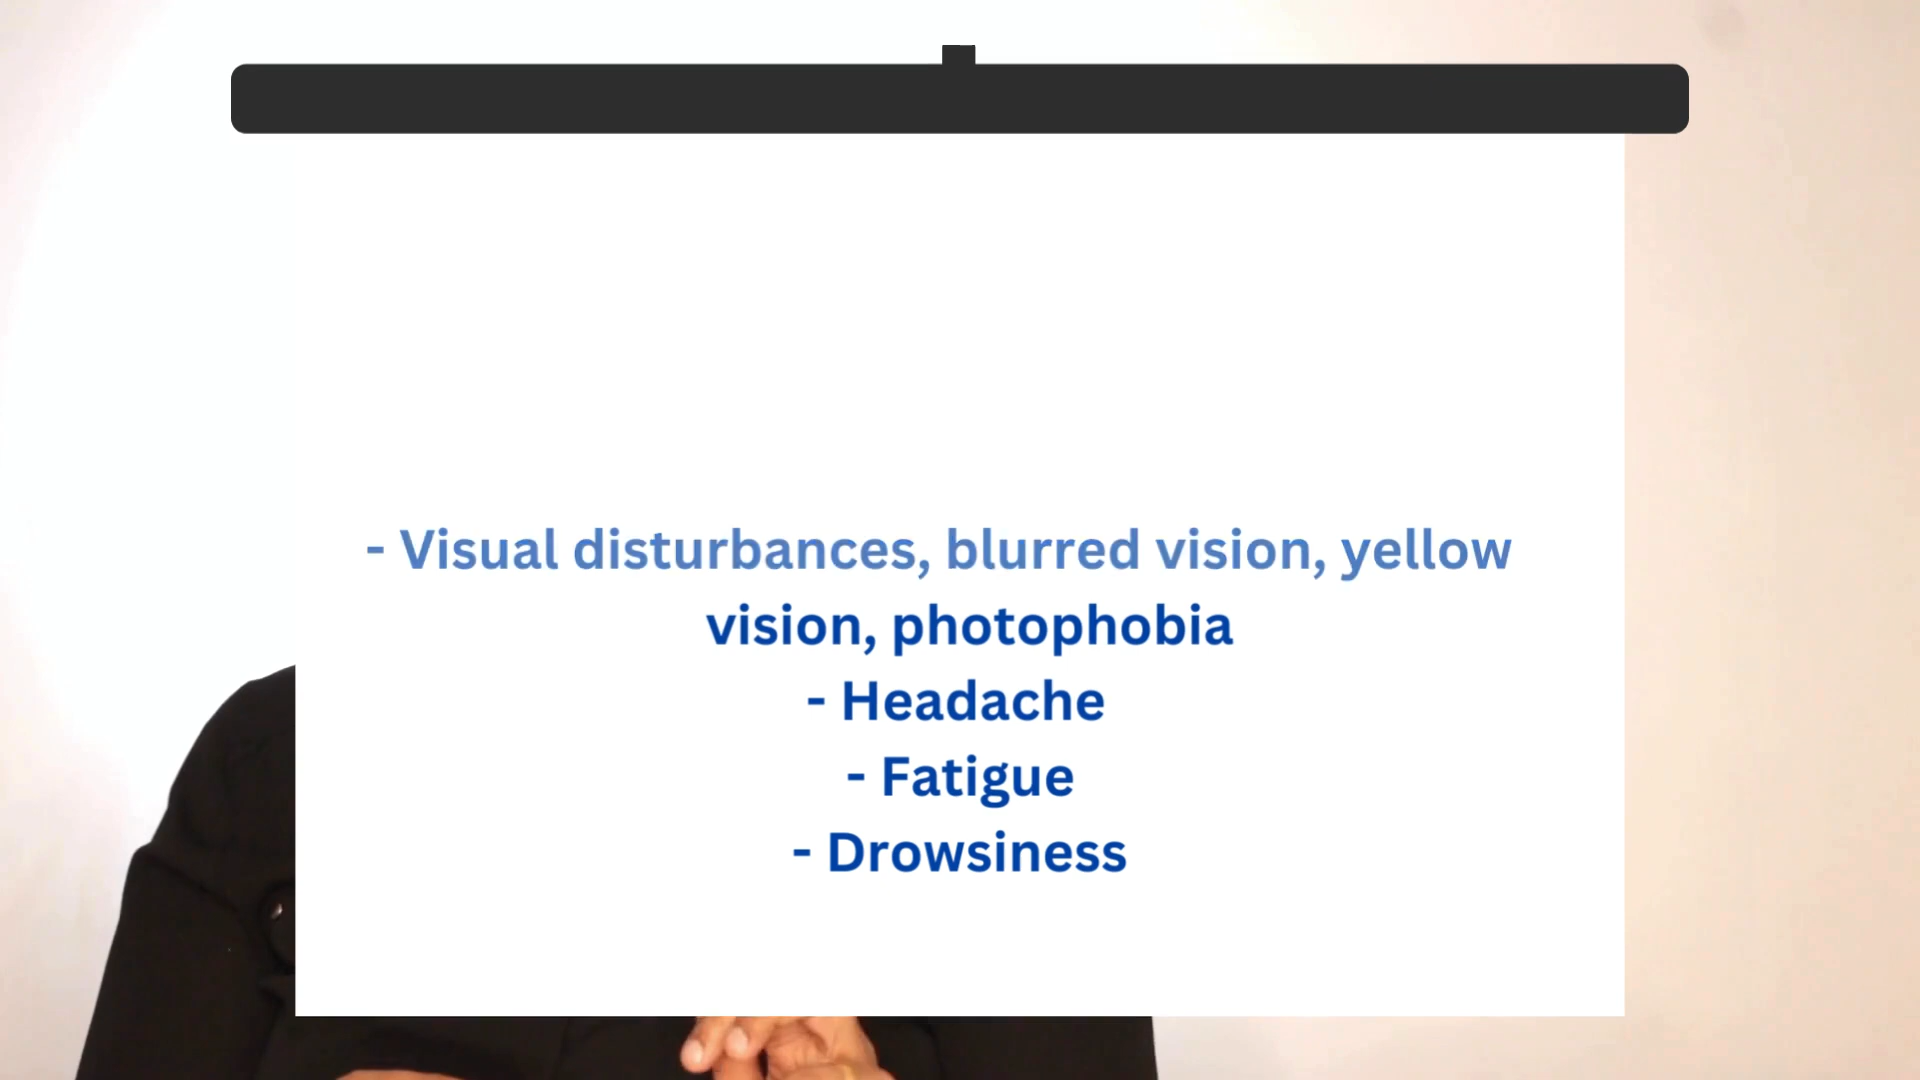 - Visual disturbances, blurred vision, yellow
vision, photophobia
- Headache
- Fatigue
- Drowsiness